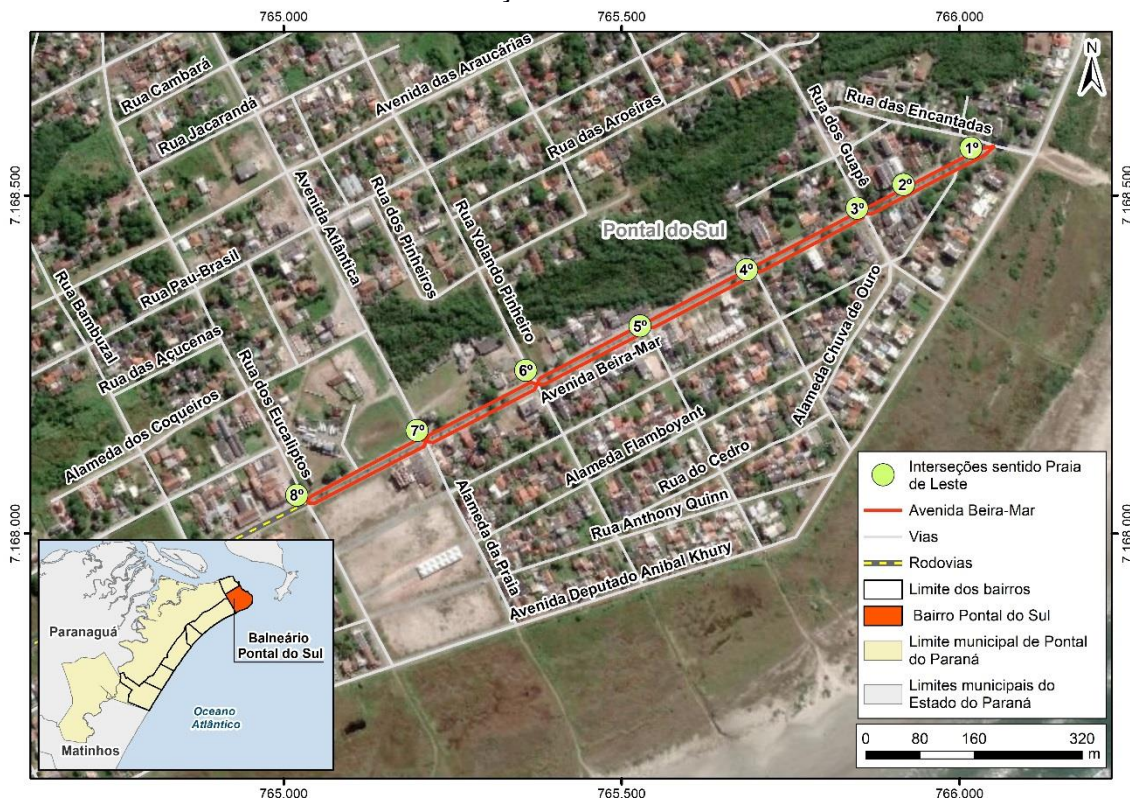 765.000
765.500
766.000
N
Rua Cambará
Rua Jacarandá
Avenida das Araucárias
Rua das Aroeiras
Rua dos Guapê
Rua das Encantadas
1º
2º
3º
7.168.500
7.168.500
Avenida Atlântica
Rua dos Pinheiros
Rua Yolando Pinheiro
Pontal do Sul
4º
Rua Pau-Brasil
Rua Bambuzal
Rua das Açucenas
5º
Avenida Beira-Mar
Alameda Chuva de Ouro
6º
Alameda dos Coqueiros
Rua dos Eucaliptos
7º
Alameda Flamboyant
Rua do Cedro
8º
Rua Anthony Quinn
Alameda da Praia
Avenida Deputado Anibal Khury
7.168.000
7.168.000
Interseções sentido Praia
de Leste
Avenida Beira-Mar
Vias
Rodovias
Limite dos bairros
Bairro Pontal do Sul
Limite municipal de Pontal
do Paraná
Limites municipais do
Estado do Paraná
0 80 160 320
m
Paranaguá
Balneário
Pontal do Sul
Oceano
Atlântico
Matinhos
765.000
765.500
766.000